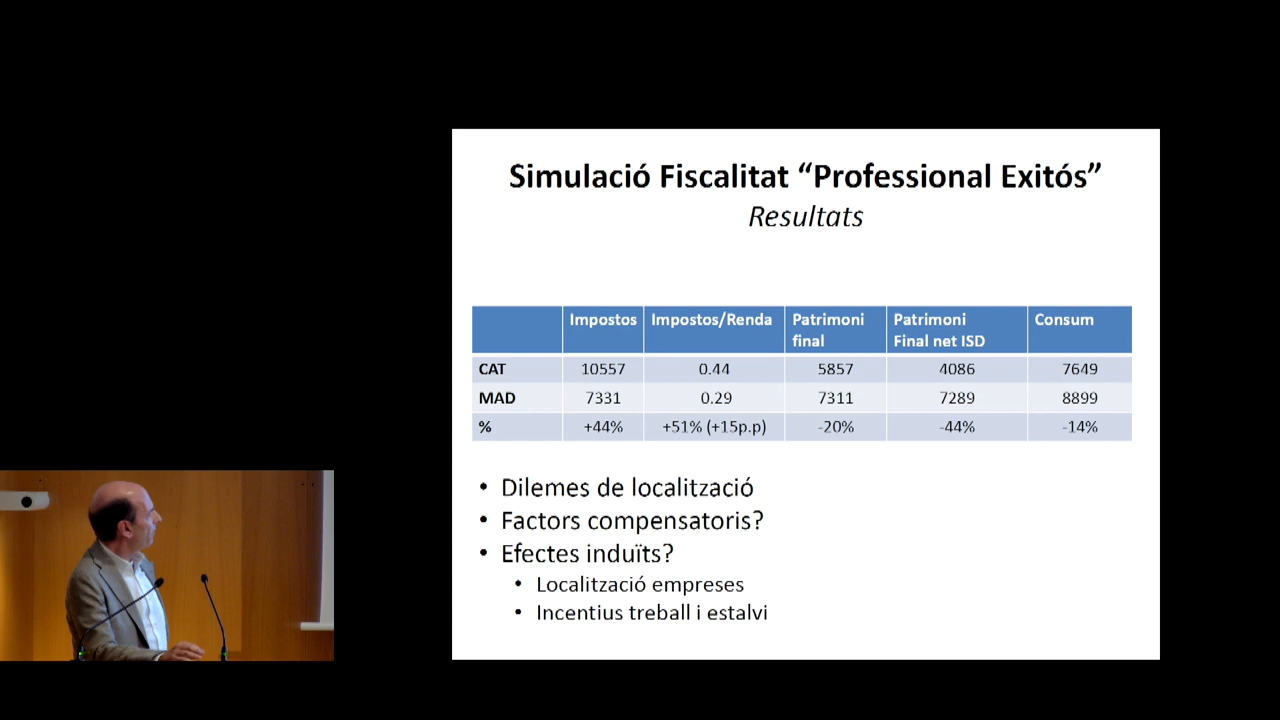 Simulació Fiscalitat “Professional Exitós”
Resultats
Impostos Impostos/Renda Patrimoni final Patrimoni Final net ISD Consum
CAT 10557 0.44 5857 4086 7649
MAD 7331 0.29 7311 7289 8899
% +44% +51% (+15p.p) -20% -44% -14%
• Dilemes de localització
• Factors compensatoris?
• Efectes induïts?
• Localització empreses
• Incentius treball i estalvi